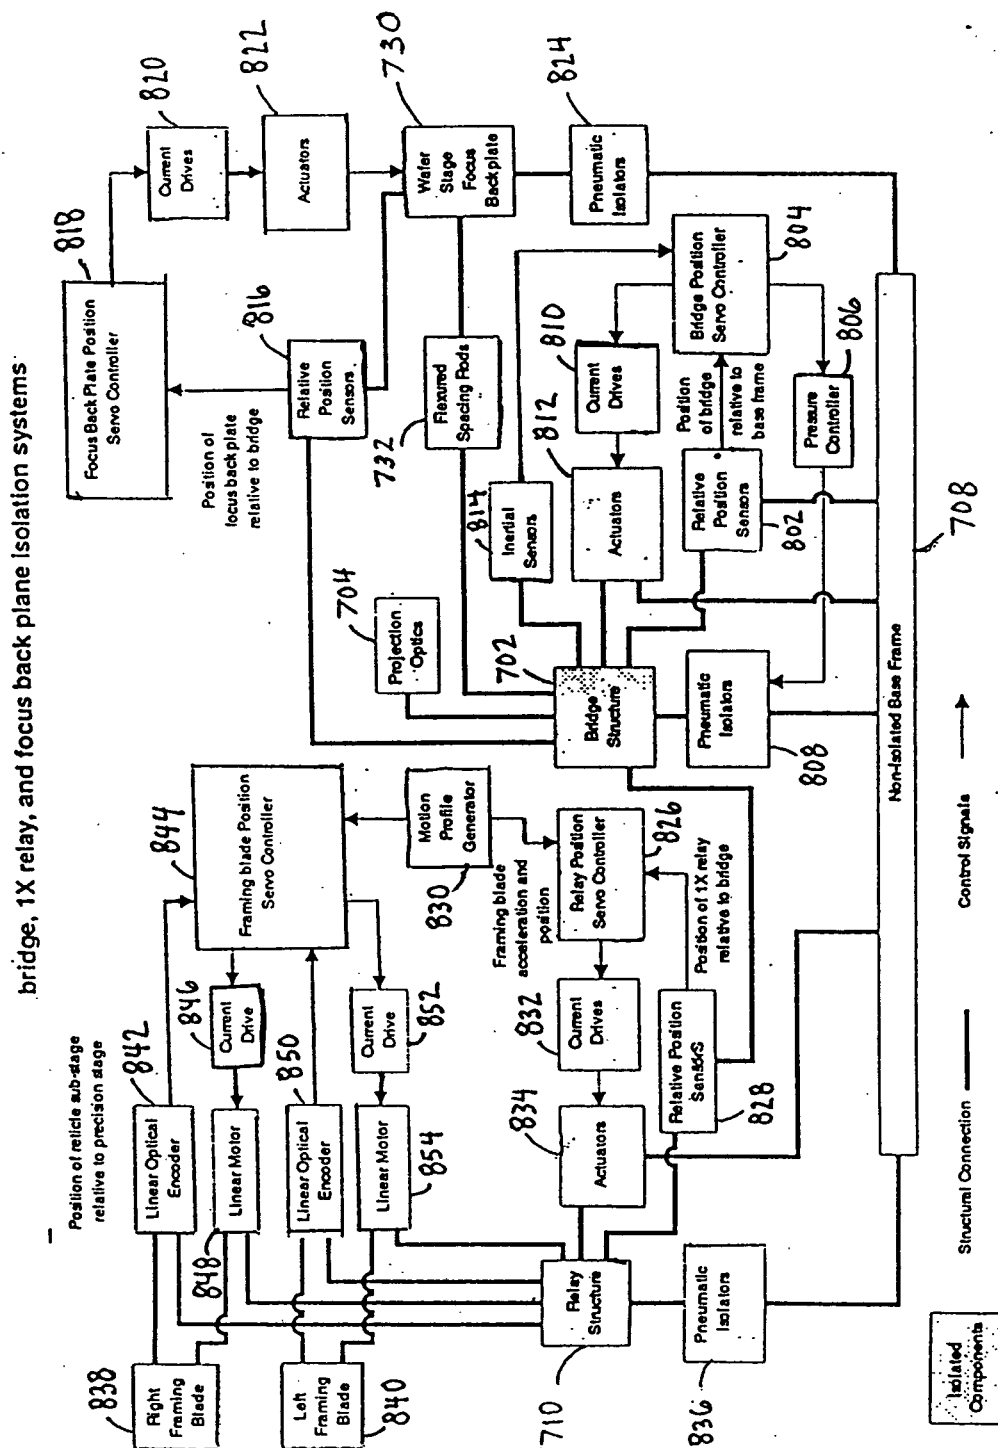 bridge, 1X relay, and focus back plane isolation systems
838
Right
Framing
Blade
Left
Framing
Blade
840
Position of reticle sub-stage
relative to precision stage
842
Linear Optical
Encoder
848
Linear Motor
846
Current
Drive
850
Linear Optical
Encoder
Linear Motor
854
Current
Drive
852
844
Framing blade Position
Servo Controller
Motion
Profile
Generator
830
Framing blade
acceleration and
position
Relay Position
Servo Controller
826
Position of 1X relay
relative to bridge
832
Current
Drives
834
Actuators
Relative Position
Sensors
828
Relay
Structure
710
Pneumatic
Isolators
836
818
Focus Back Plate Position
Servo Controller
820
Current
Drives
822
Actuators
730
Wafer
Stage
Focus
Backplate
824
Pneumatic
Isolators
Position of
focus back plate
relative to bridge
816
Relative
Position
Sensors
732
Flexured
Spacing Rods
704
Projection
Optics
814
Inertial
Sensors
702
Bridge
Structure
812
Actuators
810
Current
Drives
Bridge Position
Servo Controller
804
Position
of bridge
relative to
base frame
Relative
Position
Sensors
802
Pressure
Controller
806
Pneumatic
Isolators
808
Non-Isolated Base Frame
708
Isolated
Components
Structural Connection
Control Signals